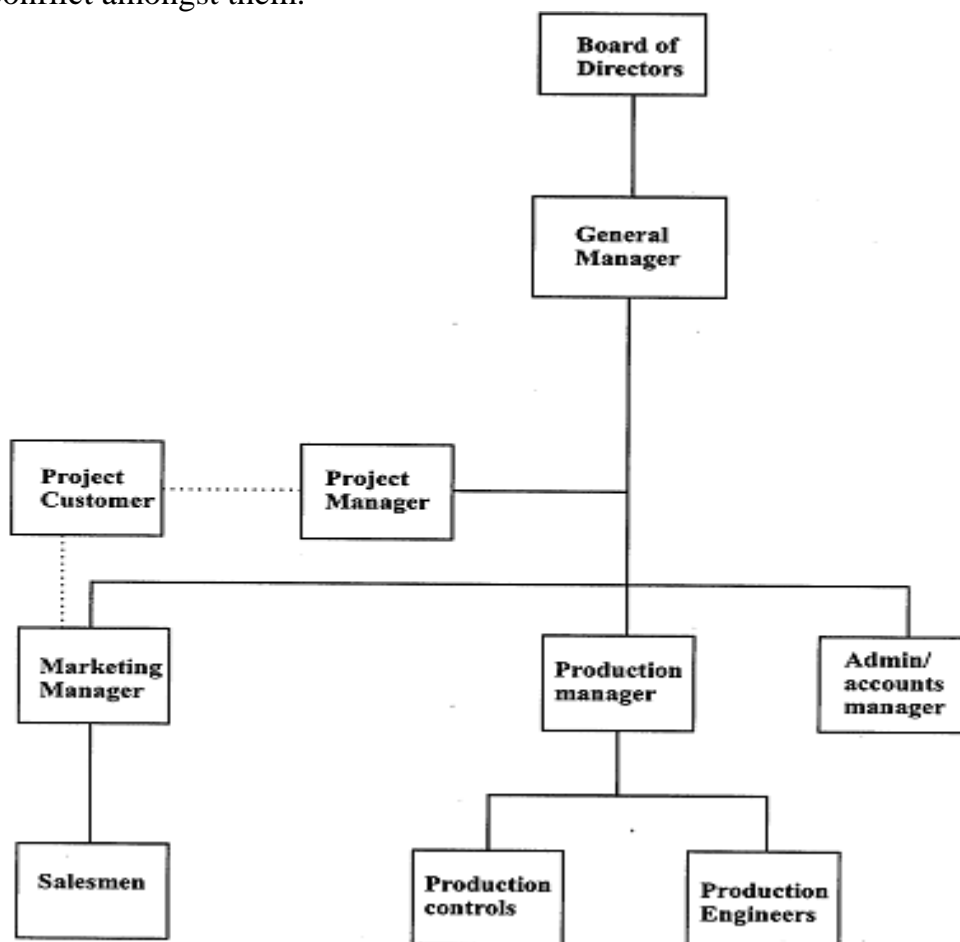 conflict amongst them.
Board of
Directors
General
Manager
Project
Customer
Project
Manager
Marketing
Manager
Production
manager
Admin/
accounts
manager
Salesmen
Production
controls
Production
Engineers